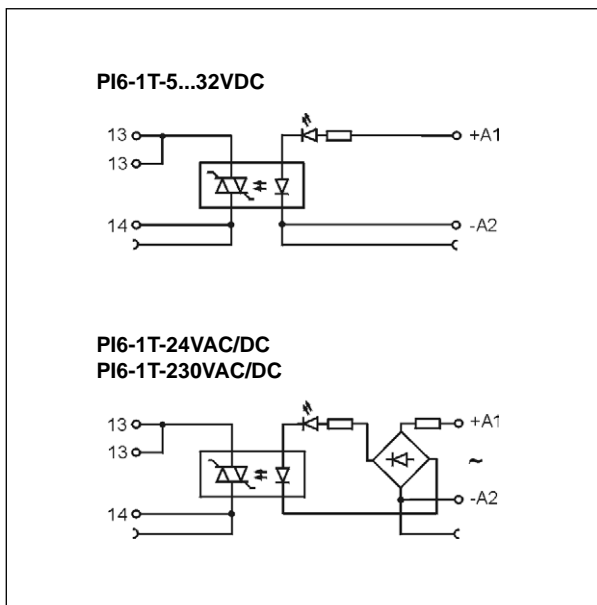 PI6-1T-5...32VDC
13
+A1
13
14
-A2
PI6-1T-24VAC/DC
PI6-1T-230VAC/DC
13
+A1
13
~
14
-A2